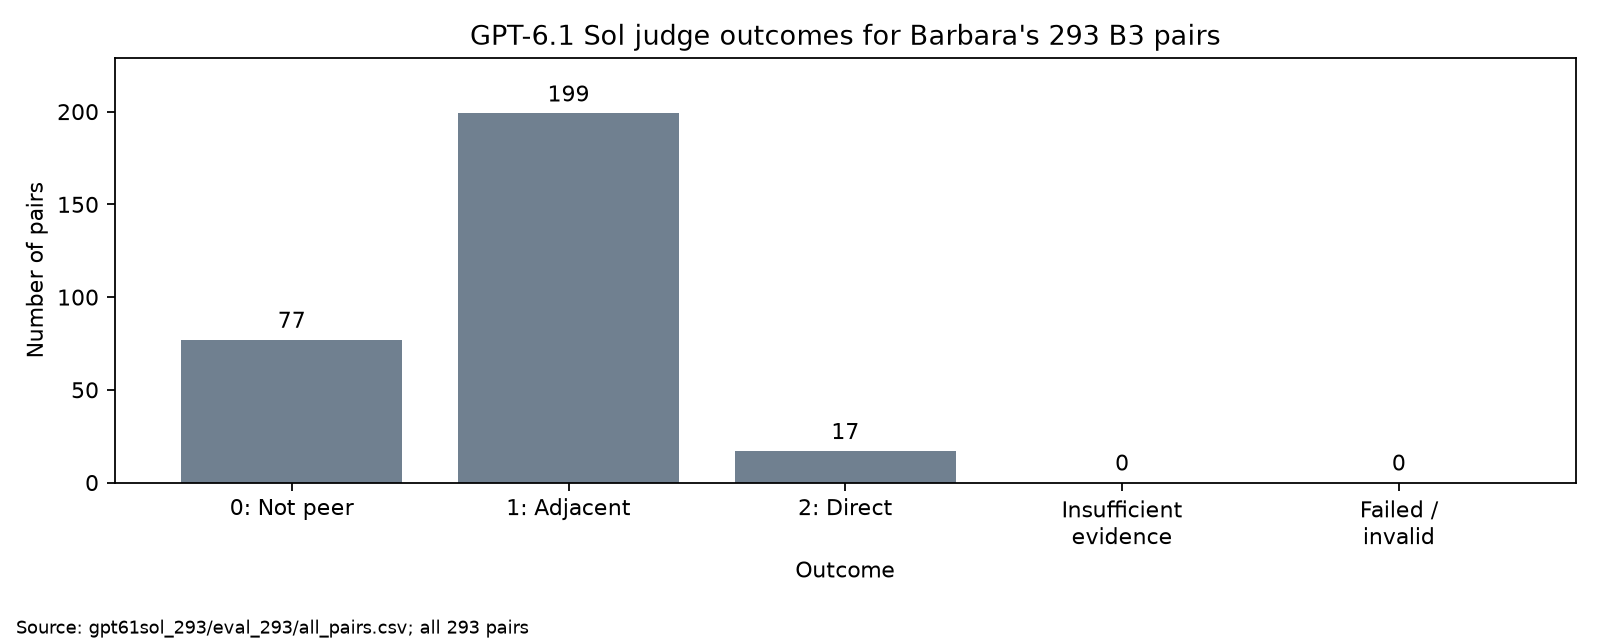 GPT-6.1 Sol judge outcomes for Barbara's 293 B3 pairs
Number of pairs
200
150
100
50
0
199
77
17
0
0
0: Not peer
1: Adjacent
2: Direct
Insufficient
evidence
Failed /
invalid
Outcome
Source: gpt61sol_293/eval_293/all_pairs.csv; all 293 pairs